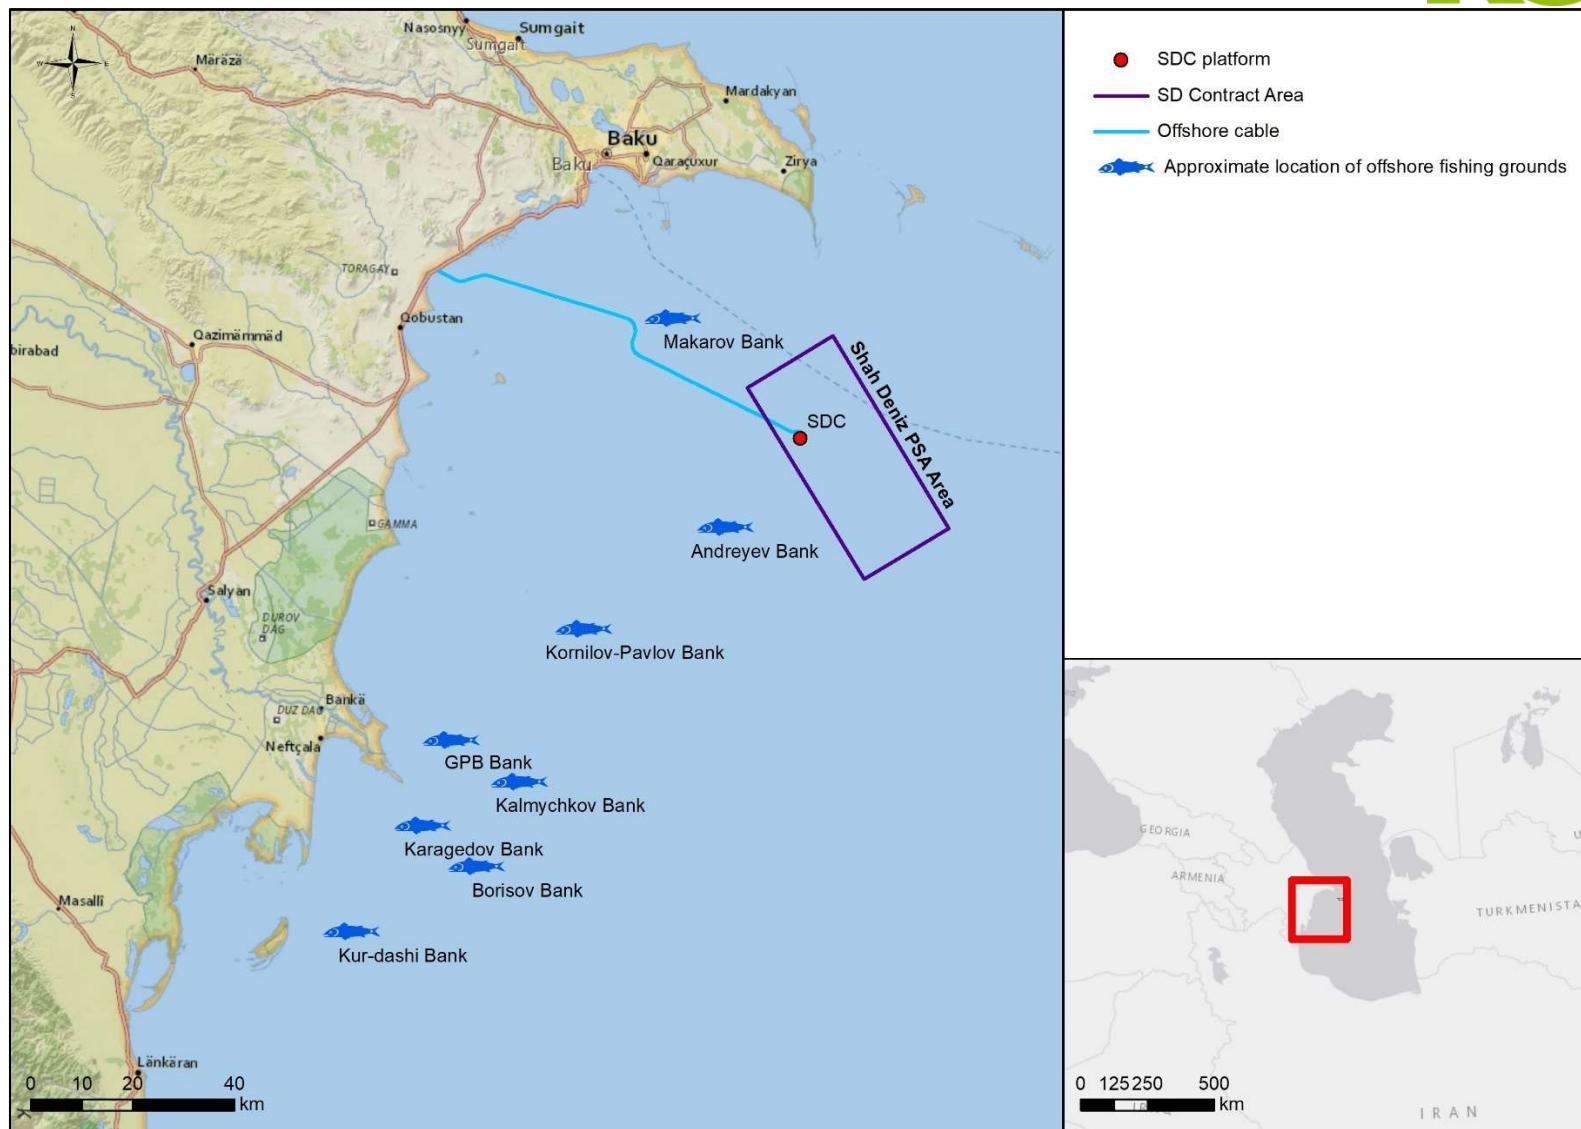 Nasosnyy
Sumgait
Sumgait
Märäzä
Mardakyan
Baku
Baku
Qaraçuxur
Zirya
TORAGAY
Qobustan
Qazimämmäd
birabad
Makarov Bank
Shah Deniz PSA Area
SDC
GAMMA
Andreyev Bank
Salyan
DUROV
DAG
Kornilov-Pavlov Bank
Bankä
DUZ DAG
Neftçala
GPB Bank
Kalmychkov Bank
Karagedov Bank
Borisov Bank
Masallı
Kur-dashi Bank
Länkäran
0 10 20 40
km
N
W E
S
SDC platform
SD Contract Area
Offshore cable
Approximate location of offshore fishing grounds
GEORGIA
ARMENIA
TURKMENISTA
0 125 250 500
km
IRAN